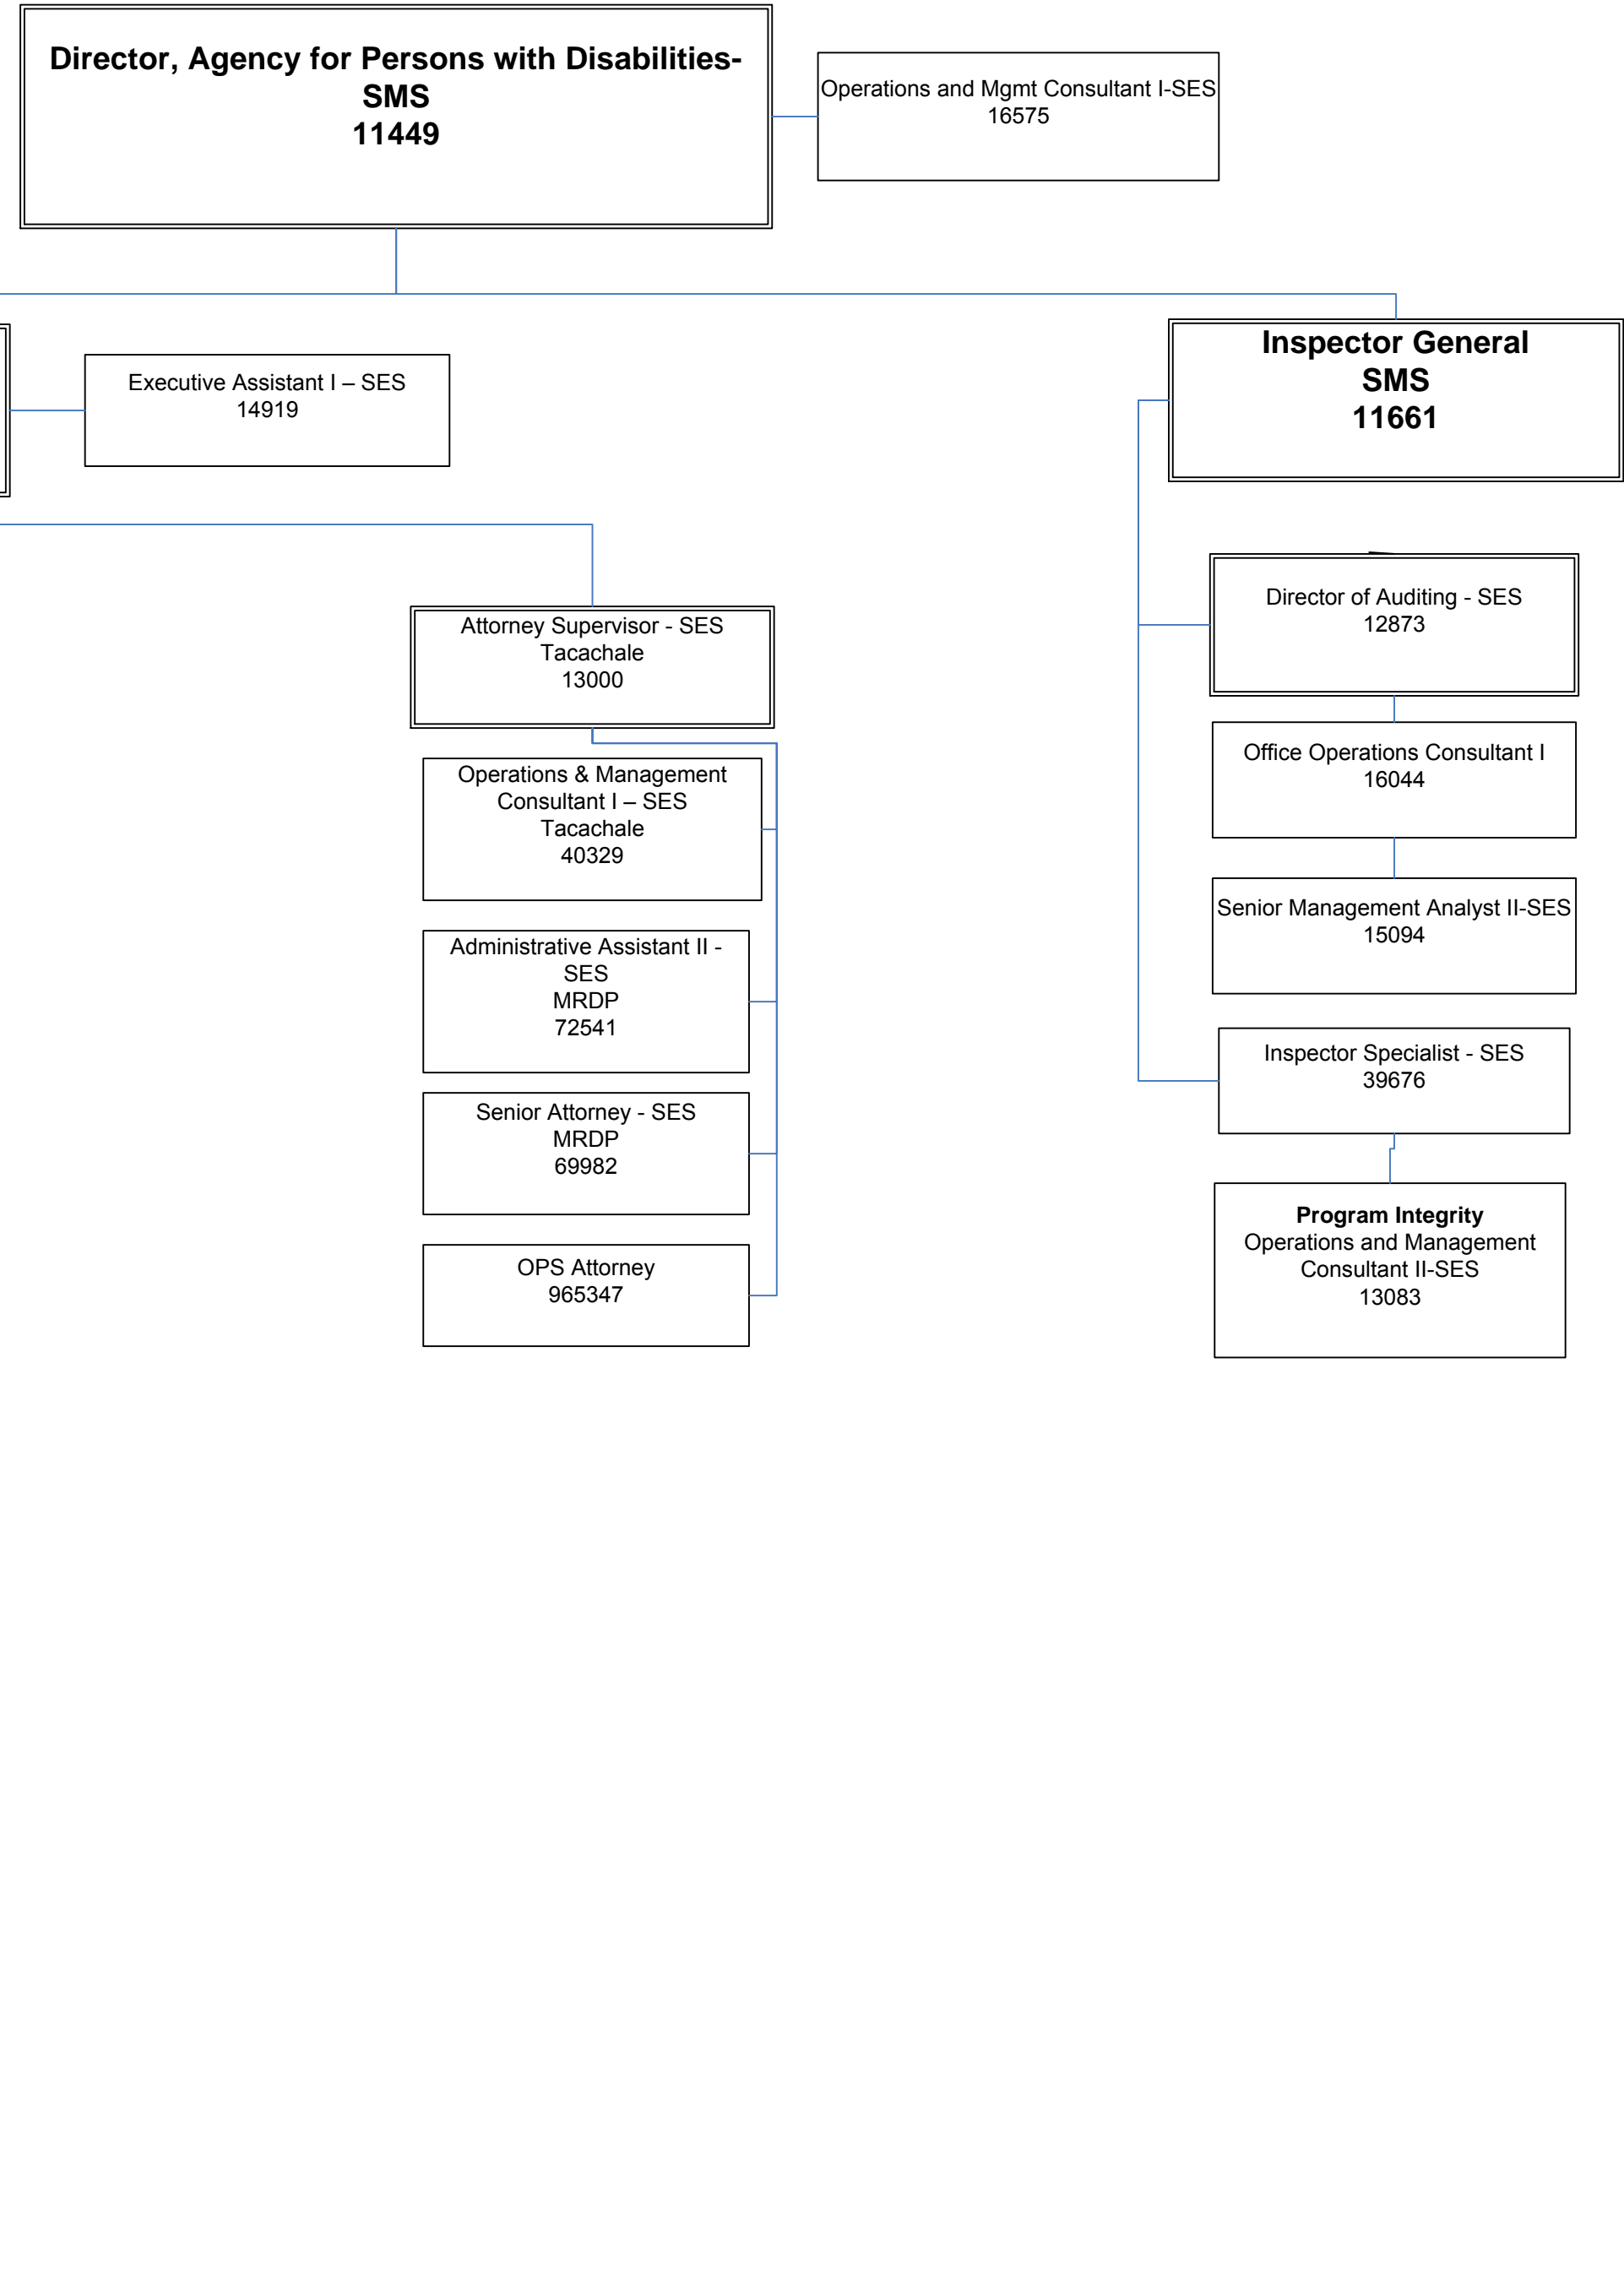 Director, Agency for Persons with Disabilities-
SMS
11449
Operations and Mgmt Consultant I-SES
16575
Executive Assistant I – SES
14919
Inspector General
SMS
11661
Attorney Supervisor - SES
Tacachale
13000
Operations & Management
Consultant I – SES
Tacachale
40329
Administrative Assistant II -
SES
MRDP
72541
Senior Attorney - SES
MRDP
69982
OPS Attorney
965347
Director of Auditing - SES
12873
Office Operations Consultant I
16044
Senior Management Analyst II-SES
15094
Inspector Specialist - SES
39676
Program Integrity
Operations and Management
Consultant II-SES
13083